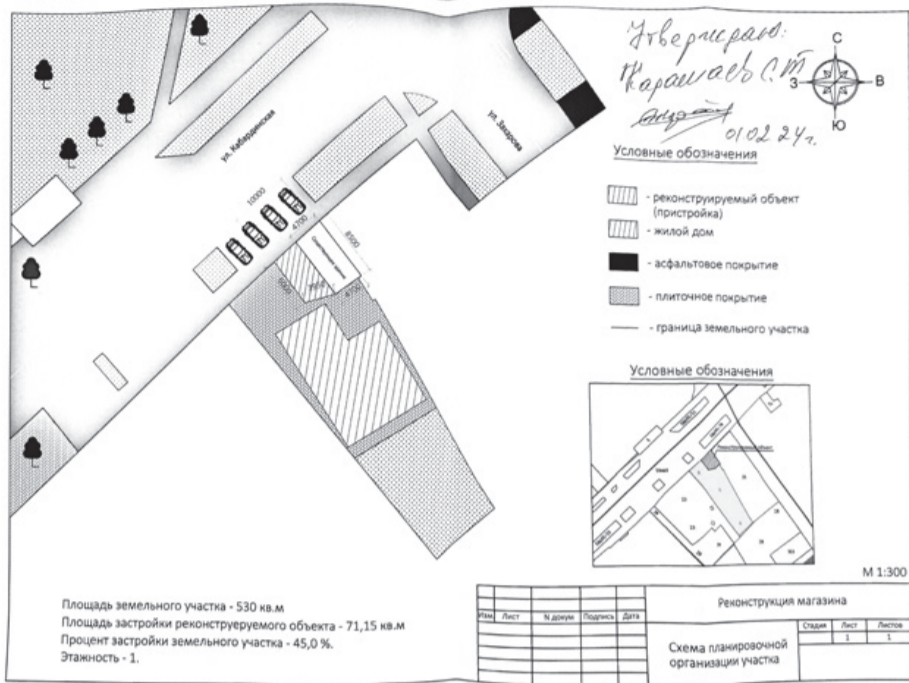 Утверждаю:
Карашаев С.М
01.02.24г.
С
З
В
Ю
Условные обозначения
- реконструируемый объект
(пристройка)
- жилой дом
- асфальтовое покрытие
- плиточное покрытие
- граница земельного участка
Условные обозначения
ул. Кабардинская
ул. Захарова
10000
4700
8500
4700
М 1:300
Площадь земельного участка - 530 кв.м
Площадь застройки реконструеруемого объекта - 71,15 кв.м
Процент застройки земельного участка - 45,0 %.
Этажность - 1.
Изм. Лист N докум Подпись Дата
Реконструкция магазина
Схема планировочной
организации участка
Стадия Лист Листов
1 1